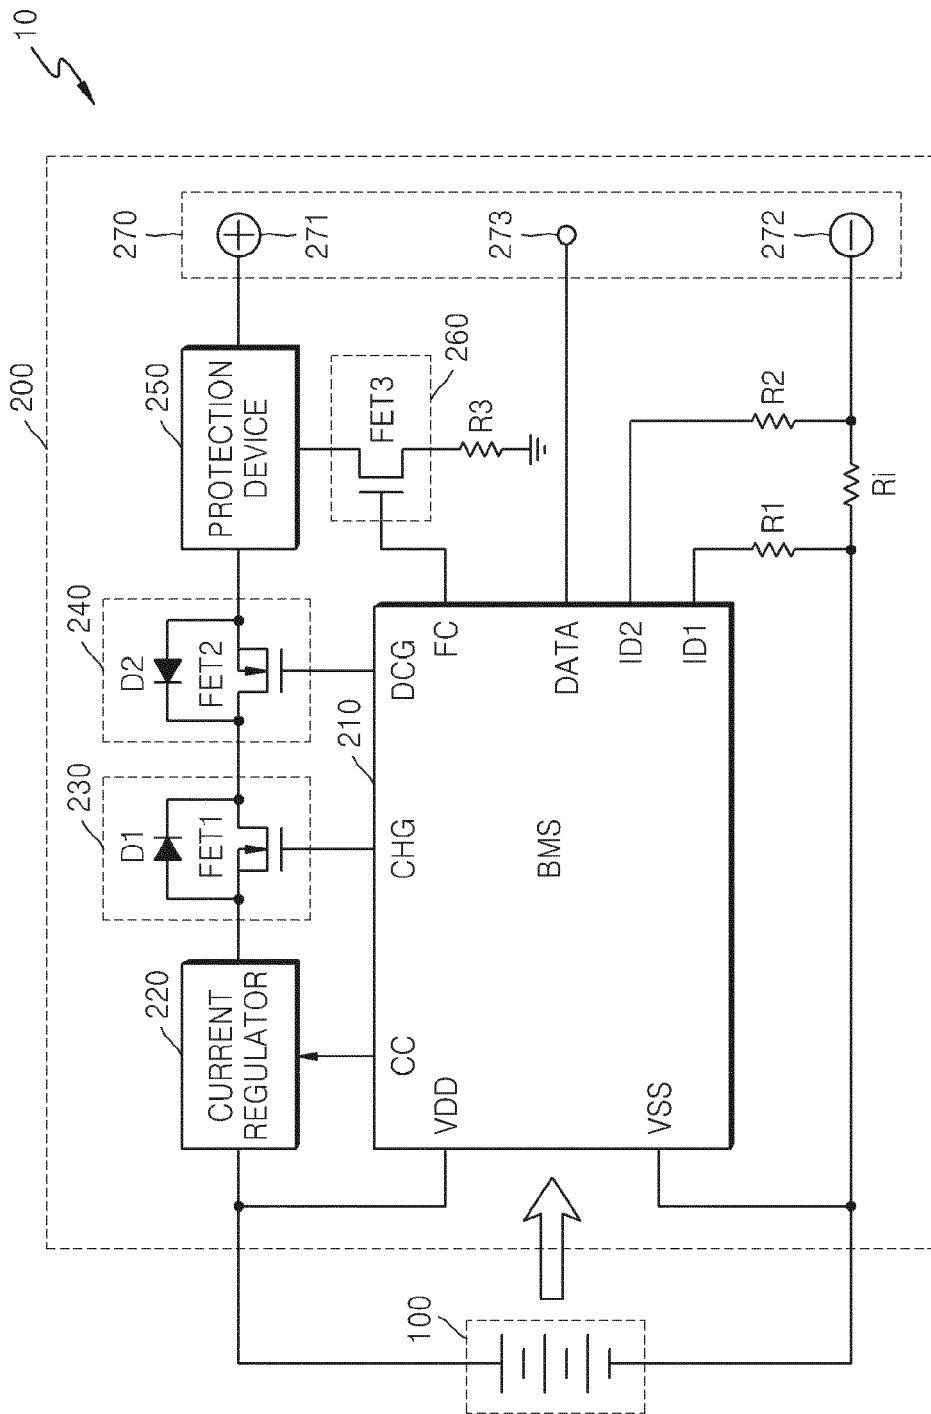 10
200
270
271
273
272
250
PROTECTION
DEVICE
260
FET3
R3
R2
R1
Ri
240
D2
FET2
230
D1
FET1
220
CURRENT
REGULATOR
210
BMS
CC
CHG
DCG
FC
DATA
ID2
ID1
VDD
VSS
100